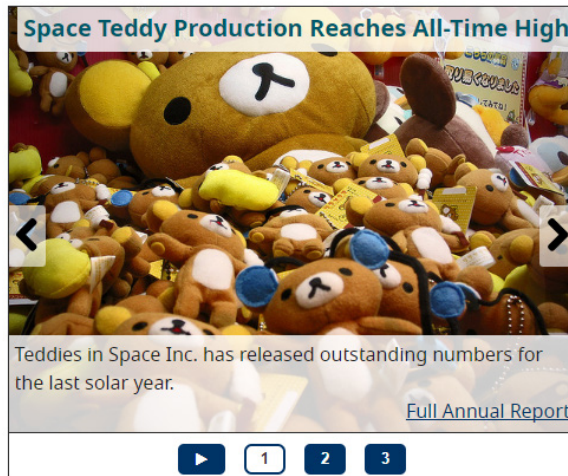 Space Teddy Production Reaches All-Time High
Teddies in Space Inc. has released outstanding numbers for
the last solar year.
Full Annual Report
1
2
3